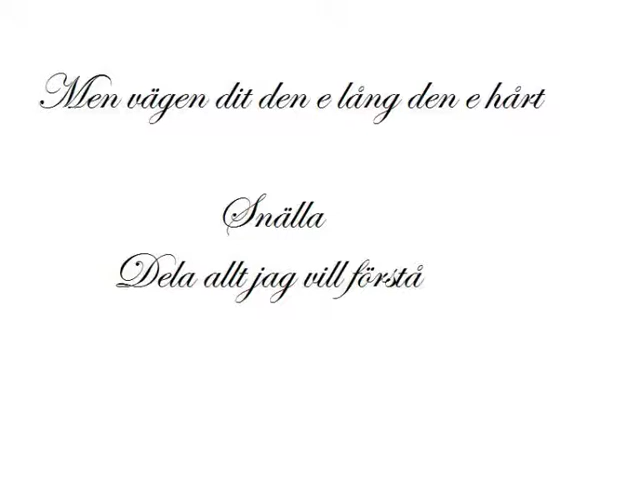 Men vägen dit den e lång den e hårt
Snälla
Dela allt jag vill förstå